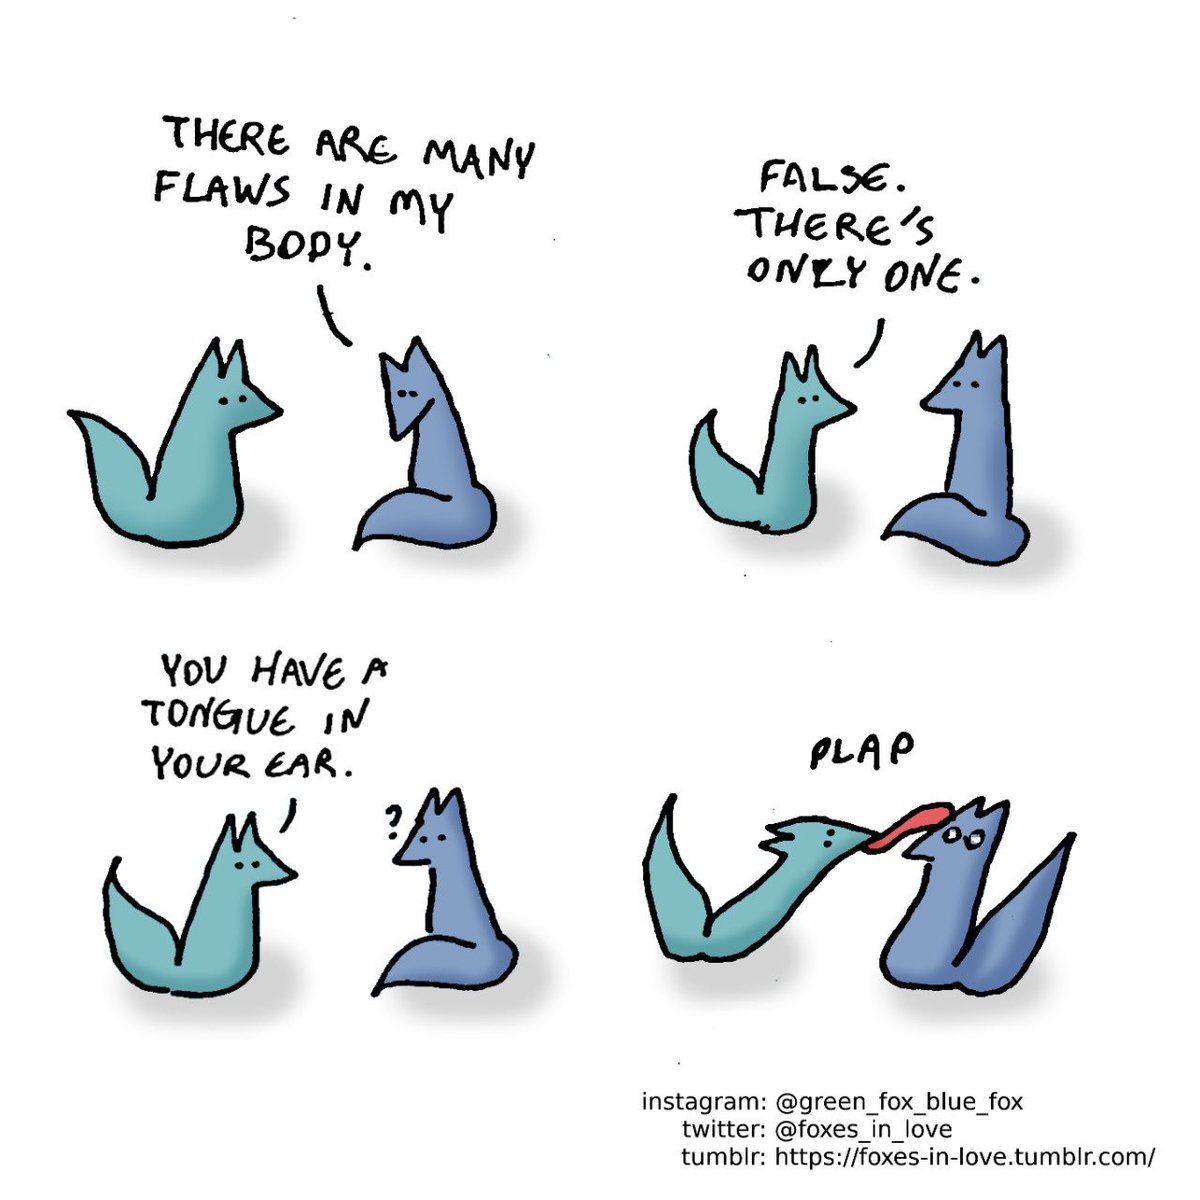 THERE ARE MANY
FLAWS IN MY
BODY.
FALSE.
THERE'S
ONLY ONE.
YOU HAVE A
TONGUE IN
YOUR EAR.
?
PLAP
instagram: @green_fox_blue_fox
twitter: @foxes_in_love
tumblr: https://foxes-in-love.tumblr.com/